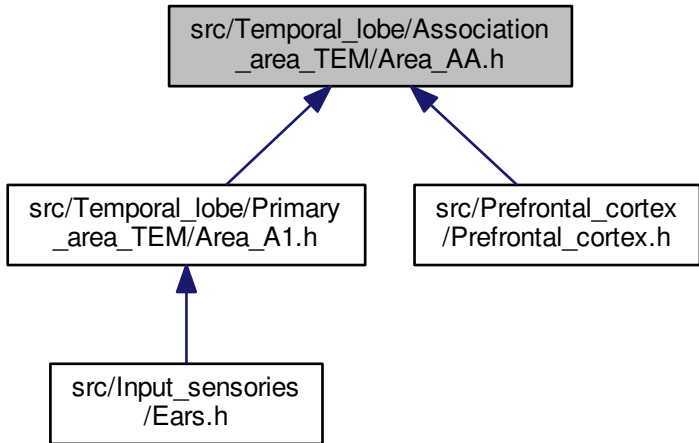 src/Temporal_lobe/Association
_area_TEM/Area_AA.h
src/Temporal_lobe/Primary
_area_TEM/Area_A1.h
src/Prefrontal_cortex
/Prefrontal_cortex.h
src/Input_sensories
/Ears.h